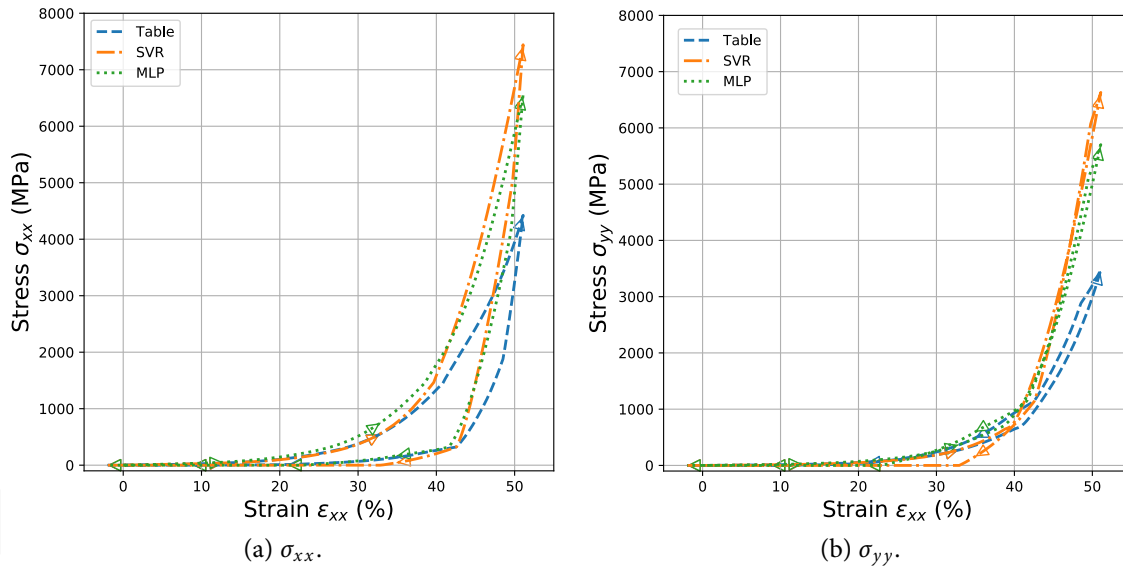 8000
7000
6000
5000
4000
3000
2000
1000
0
Stress σxx (MPa)
Table
SVR
MLP
0 10 20 30 40 50
Strain εxx (%)
(a) σxx.
8000
7000
6000
5000
4000
3000
2000
1000
0
Stress σyy (MPa)
Table
SVR
MLP
0 10 20 30 40 50
Strain εxx (%)
(b) σyy.